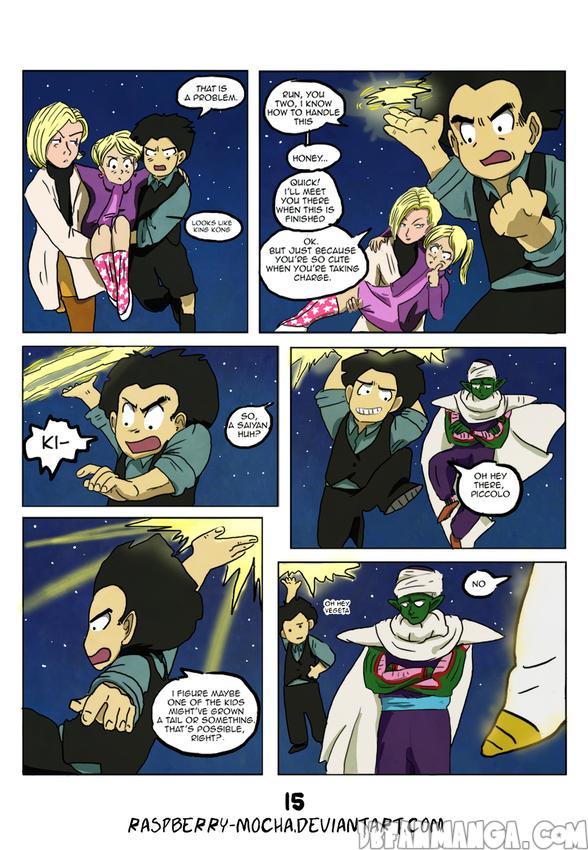 THAT IS
A PROBLEM.
LOOKS LIKE
KING KONG
RUN, YOU
TWO, I KNOW
HOW TO HANDLE
THIS
HONEY...
QUICK!
I'LL MEET
YOU THERE
WHEN THIS IS
FINISHED
OK.
BUT JUST BECAUSE
YOU'RE SO CUTE
WHEN YOU'RE TAKING
CHARGE.
KI-
SO,
A SAIYAN,
HUH?
OH HEY
THERE,
PICCOLO
I FIGURE MAYBE
ONE OF THE KIDS
MIGHT'VE GROWN
A TAIL OR SOMETHING.
THAT'S POSSIBLE,
RIGHT?
OH HEY,
VEGETA
NO
15
RASPBERRY-MOCHA.DEVIANTART.COM
DBFANMANGA.COM